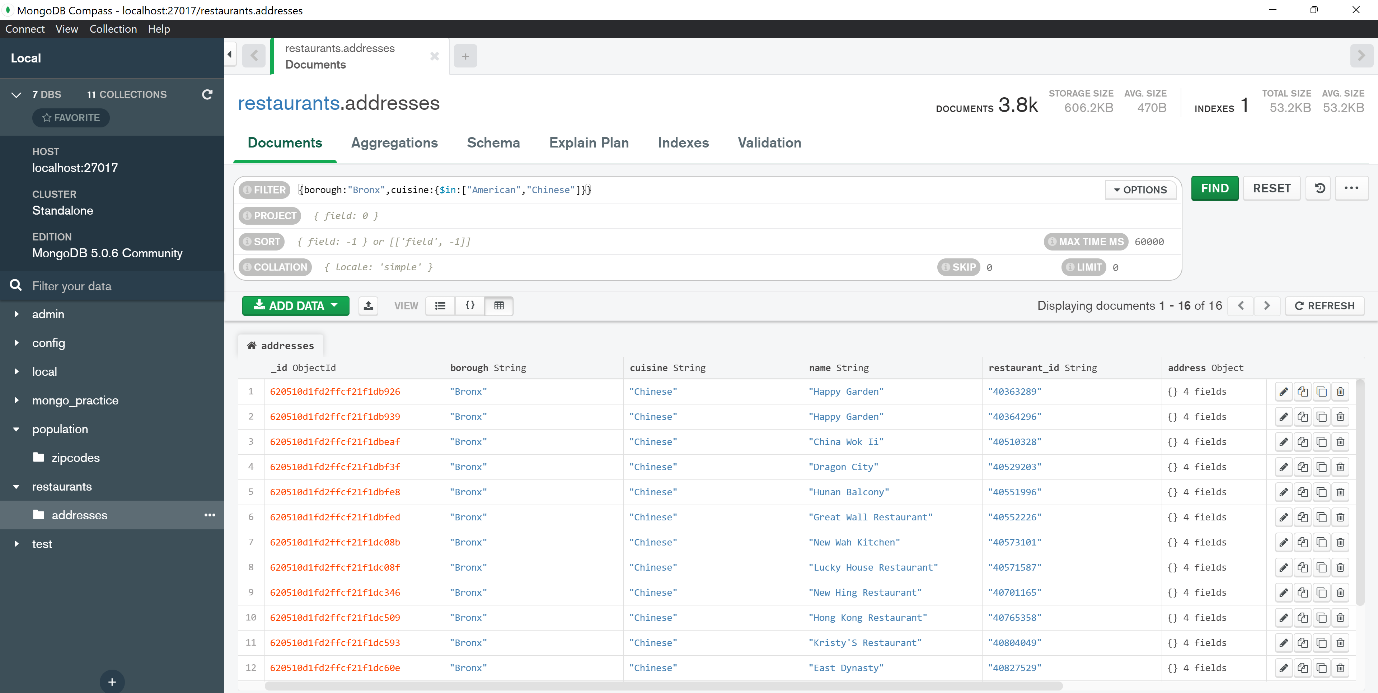 MongoDB Compass - localhost:27017/restaurants.addresses
Connect View Collection Help
Local
7 DBS 11 COLLECTIONS
FAVORITE
HOST
localhost:27017
CLUSTER
Standalone
EDITION
MongoDB 5.0.6 Community
Filter your data
admin
config
local
mongo_practice
population
zipcodes
restaurants
addresses
test
restaurants.addresses
Documents
restaurants.addresses
DOCUMENTS 3.8k STORAGE SIZE 606.2KB AVG. SIZE 470B INDEXES 1 TOTAL SIZE 53.2KB AVG. SIZE 53.2KB
Documents Aggregations Schema Explain Plan Indexes Validation
FILTER {borough:"Bronx",cuisine:{$in:["American","Chinese"]}} OPTIONS FIND RESET
PROJECT { field: 0 }
SORT { field: -1 } or [['field', -1]] MAX TIME MS 60000
COLLATION { locale: 'simple' } SKIP 0 LIMIT 0
ADD DATA VIEW {} Displaying documents 1 - 16 of 16 REFRESH
addresses
_id ObjectId borough String cuisine String name String restaurant_id String address Object
1 620510d1fd2ffcf21f1db926 "Bronx" "Chinese" "Happy Garden" "40363289" {} 4 fields
2 620510d1fd2ffcf21f1db939 "Bronx" "Chinese" "Happy Garden" "40364296" {} 4 fields
3 620510d1fd2ffcf21f1dbeaf "Bronx" "Chinese" "China Wok Ii" "40510328" {} 4 fields
4 620510d1fd2ffcf21f1dbf3f "Bronx" "Chinese" "Dragon City" "40529203" {} 4 fields
5 620510d1fd2ffcf21f1dbfe8 "Bronx" "Chinese" "Hunan Balcony" "40551996" {} 4 fields
6 620510d1fd2ffcf21f1dbfed "Bronx" "Chinese" "Great Wall Restaurant" "40552226" {} 4 fields
7 620510d1fd2ffcf21f1dc08b "Bronx" "Chinese" "New Wah Kitchen" "40573101" {} 4 fields
8 620510d1fd2ffcf21f1dc08f "Bronx" "Chinese" "Lucky House Restaurant" "40571587" {} 4 fields
9 620510d1fd2ffcf21f1dc346 "Bronx" "Chinese" "New Hing Restaurant" "40701165" {} 4 fields
10 620510d1fd2ffcf21f1dc509 "Bronx" "Chinese" "Hong Kong Restaurant" "40765358" {} 4 fields
11 620510d1fd2ffcf21f1dc593 "Bronx" "Chinese" "Kristy'S Restaurant" "40804049" {} 4 fields
12 620510d1fd2ffcf21f1dc60e "Bronx" "Chinese" "East Dynasty" "40827529" {} 4 fields